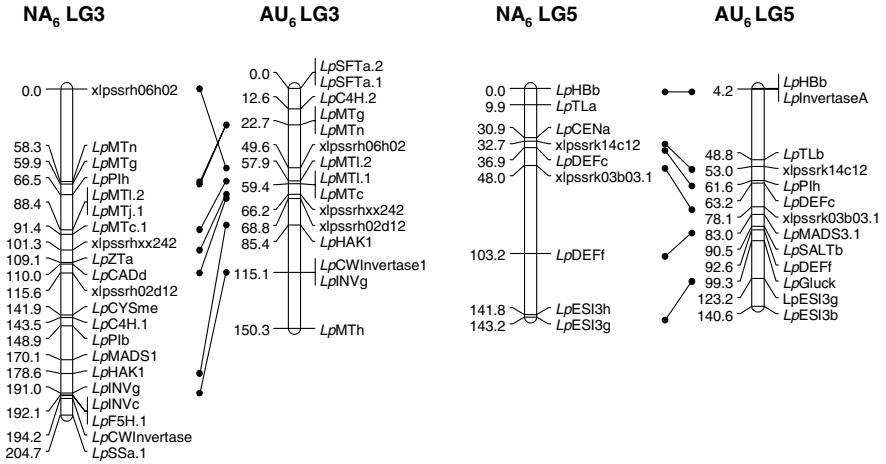 NA6 LG3
0.0 xlpssrh06h02
58.3 LpMTn
59.9 LpMTg
66.5 LpPIh
LpMTl.2
88.4 LpMTj.1
91.4 LpMTc.1
101.3 xlpssrhxx242
109.1 LpZTa
110.0 LpCADd
115.6 xlpssrh02d12
141.9 LpCYSme
143.5 LpC4H.1
148.9 LpPIb
170.1 LpMADS1
178.6 LpHAK1
191.0 LpINVg
LpINVc
192.1 LpF5H.1
194.2 LpCWInvertase
204.7 LpSSa.1
AU6 LG3
LpSFTa.2
0.0 LpSFTa.1
12.6 LpC4H.2
LpMTg
22.7 LpMTn
49.6 xlpssrh06h02
57.9 LpMTl.2
LpMTl.1
59.4 LpMTc
66.2 xlpssrhxx242
68.8 xlpssrh02d12
85.4 LpHAK1
LpCWInvertase1
115.1 LpINVg
150.3 LpMTh
NA6 LG5
0.0 LpHBb
9.9 LpTLa
30.9 LpCENa
32.7 xlpssrk14c12
36.9 LpDEFc
48.0 xlpssrk03b03.1
103.2 LpDEFf
141.8 LpESI3h
143.2 LpESI3g
AU6 LG5
LpHBb
4.2 LpInvertaseA
48.8 LpTLb
53.0 xlpssrk14c12
61.6 LpPIh
63.2 LpDEFc
78.1 xlpssrk03b03.1
83.0 LpMADS3.1
90.5 LpSALTb
92.6 LpDEFf
99.3 LpGluck
123.2 LpESI3g
140.6 LpESI3b